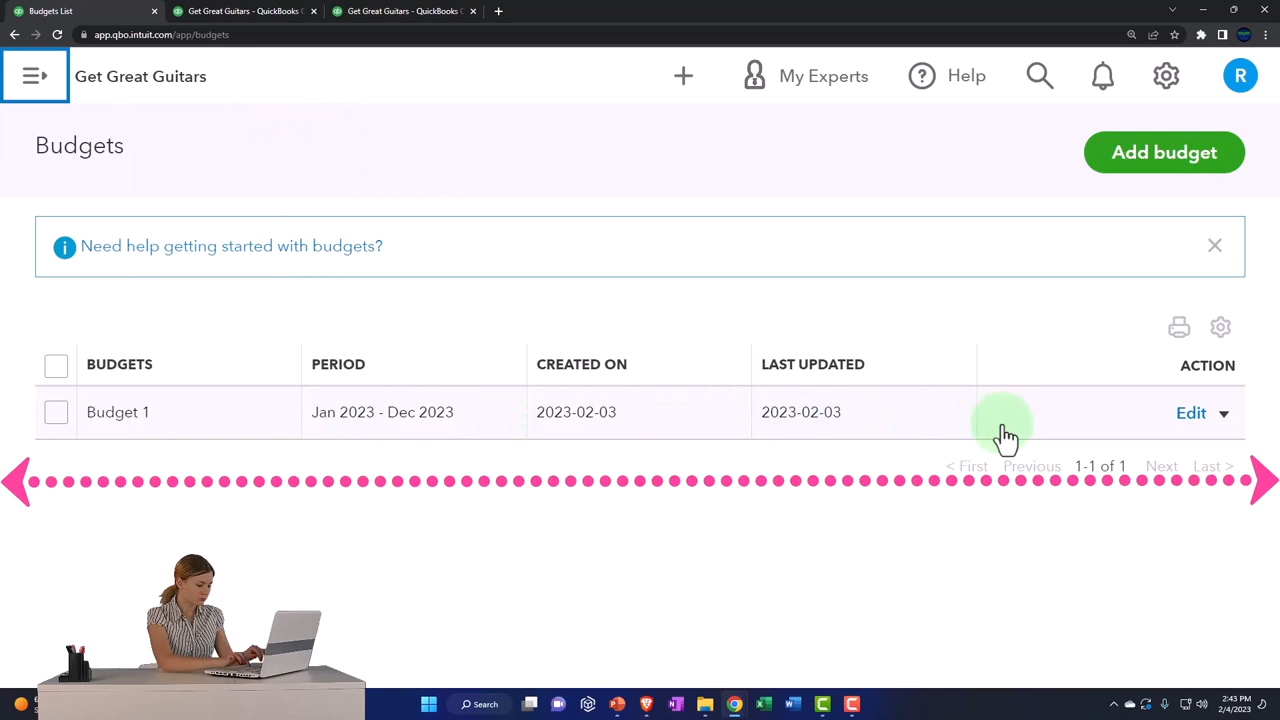 Budgets List
Get Great Guitars - QuickBooks O
Get Great Guitars - QuickBooks O
app.qbo.intuit.com/app/budgets
Get Great Guitars
My Experts
Help
R
Budgets
Add budget
Need help getting started with budgets?
BUDGETS PERIOD CREATED ON LAST UPDATED ACTION
Budget 1 Jan 2023 - Dec 2023 2023-02-03 2023-02-03 Edit
< First Previous 1-1 of 1 Next Last >
Search
2:43 PM
2/4/2023